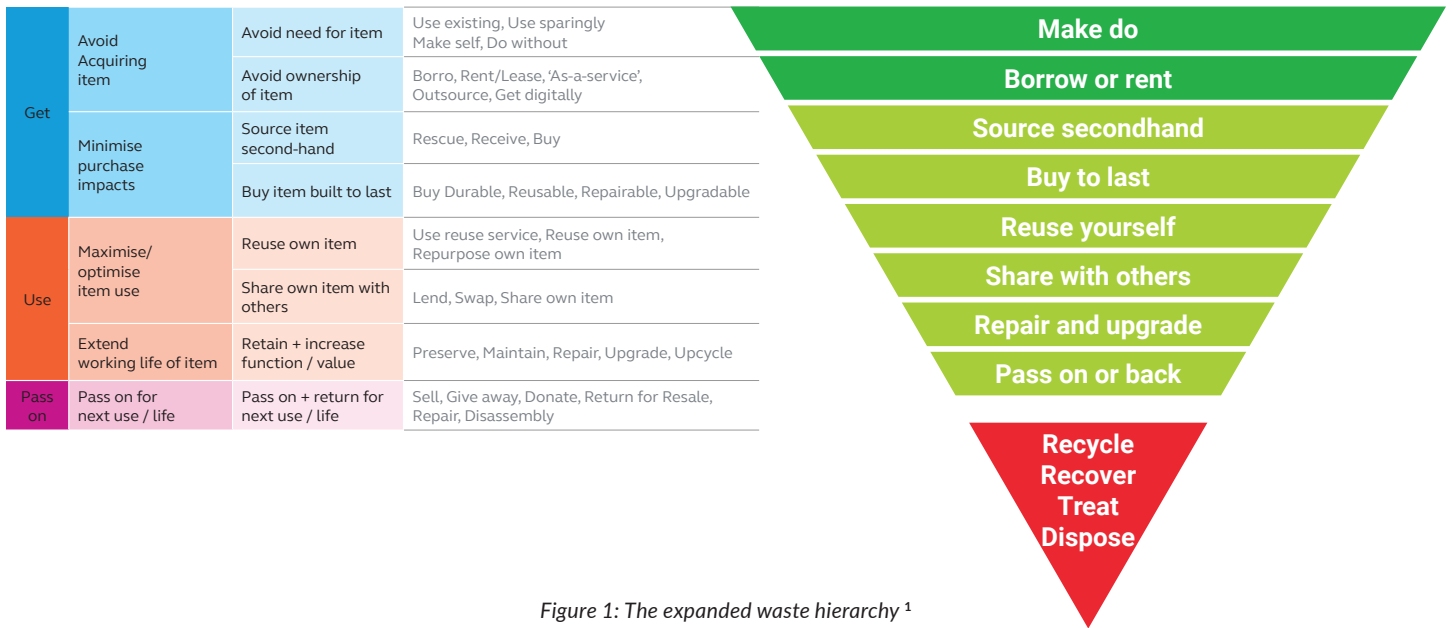 Get
Avoid
Acquiring
item
Avoid need for item
Use existing, Use sparingly
Make self, Do without
Avoid ownership
of item
Borro, Rent/Lease, ‘As-a-service’,
Outsource, Get digitally
Minimise
purchase
impacts
Source item
second-hand
Rescue, Receive, Buy
Buy item built to last
Buy Durable, Reusable, Repairable, Upgradable
Use
Maximise/
optimise
item use
Reuse own item
Use reuse service, Reuse own item,
Repurpose own item
Share own item with
others
Lend, Swap, Share own item
Extend
working life of item
Retain + increase
function / value
Preserve, Maintain, Repair, Upgrade, Upcycle
Pass
on
Pass on for
next use / life
Pass on + return for
next use / life
Sell, Give away, Donate, Return for Resale,
Repair, Disassembly
Make do
Borrow or rent
Source secondhand
Buy to last
Reuse yourself
Share with others
Repair and upgrade
Pass on or back
Recycle
Recover
Treat
Dispose
Figure 1: The expanded waste hierarchy ¹